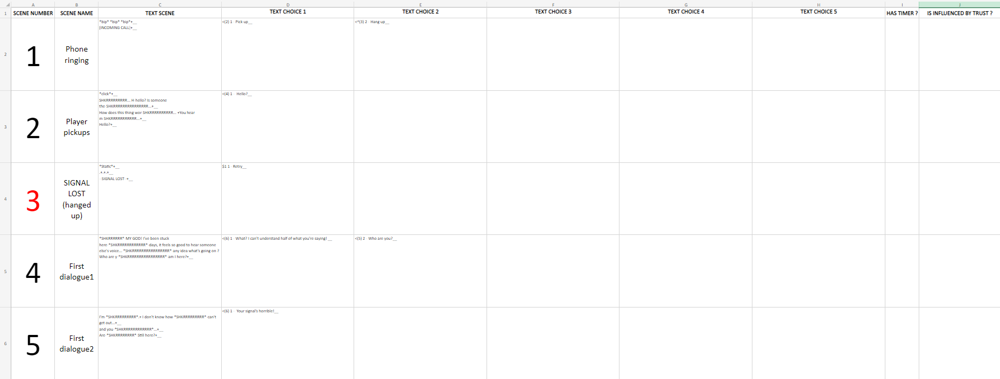 A B C D E F G H I J
1 SCENE NUMBER SCENE NAME TEXT SCENE TEXT CHOICE 1 TEXT CHOICE 2 TEXT CHOICE 3 TEXT CHOICE 4 TEXT CHOICE 5 HAS TIMER ? IS INFLUENCED BY TRUST ?
2
1
Phone
ringing
*bip* *bip* *bip*+__
[INCOMING CALL]+__
<(2) 1 - Pick up__
<^(3) 2 - Hang up__
3
2
Player
pickups
*click*+__
SHKRRRRRRRRR... H-hello? Is someone
the-SHKRRRRRRRRRRRRRRR...+__
How does this thing wor-SHKRRRRRRRRRR... +You hear
m-SHKRRRRRRRRRRR...+__
Hello?+__
<(4) 1 - Hello?__
4
3
SIGNAL
LOST
(hanged
up)
*Static*+__
.+.+.+__
- SIGNAL LOST- +__
$1 1 - Retry__
5
4
First
dialogue1
*SHKRRRRRR* MY GOD! I've been stuck
here *SHKRRRRRRRRRRR* days, it feels so good to hear someone
else's voice... *SHKRRRRRRRRRRRRRRRR* any idea what's going on ?
Who are y-*SHKRRRRRRRRRRRRRRRR* am I here?+__
<(6) 1 - What? I can't understand half of what you're saying! __
<(5) 2 - Who are you?__
6
5
First
dialogue2
I'm *SHKRRRRRRRRR*.+ I don't know how *SHKRRRRRRRRR* can't
get out...+__
and you *SHKRRRRRRRRRRRR*...+__
Are *SHKRRRRRRRR* Still here?+__
<(6) 1 - Your signal's horrible!__